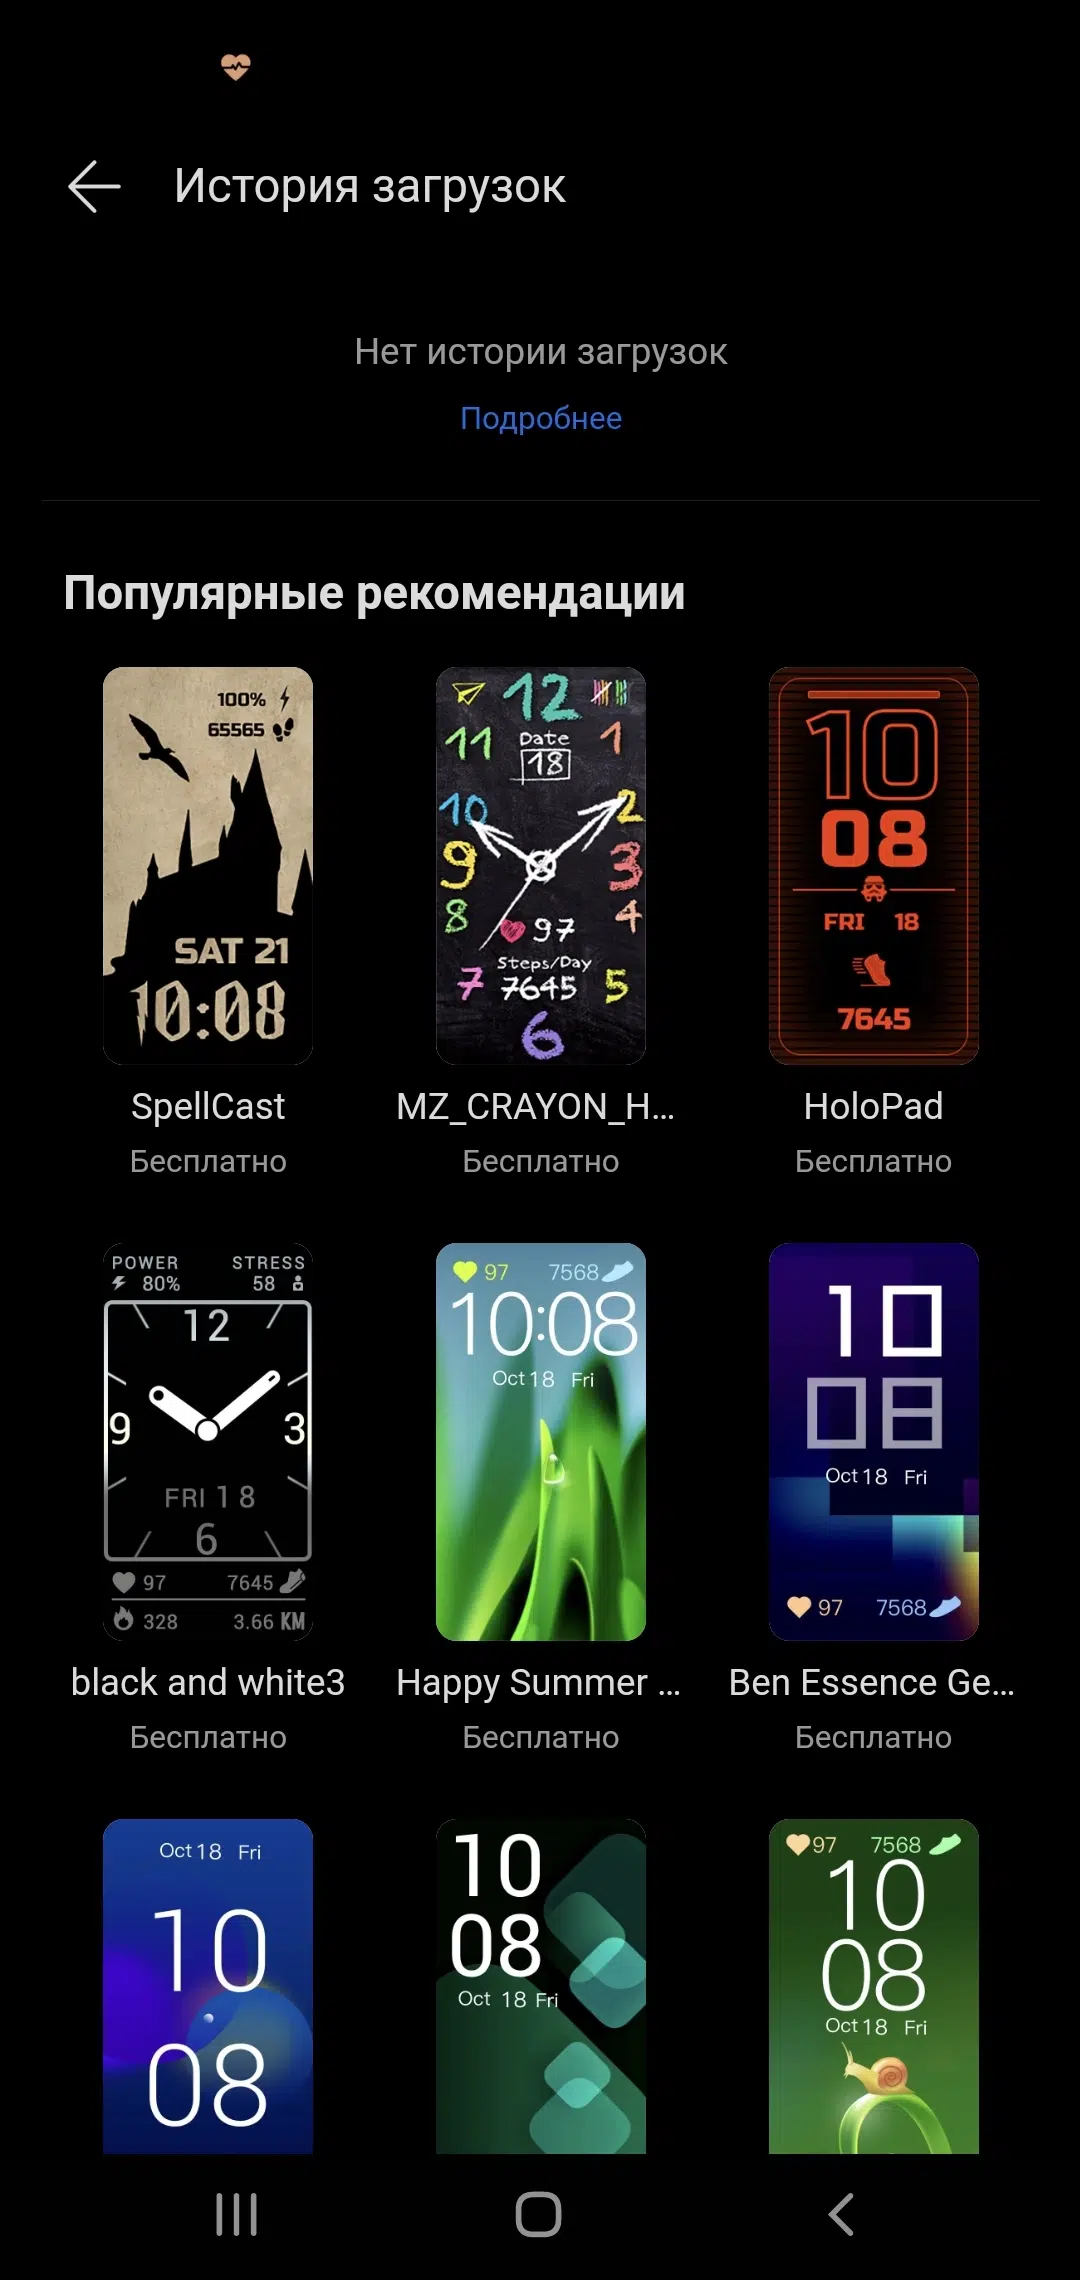 История загрузок
Нет истории загрузок
Подробнее
Популярные рекомендации
100%
65565
SAT 21
10:08
SpellCast
Бесплатно
12
11
Date
18
1
10
2
9
3
8
97
4
Steps/Day
7
7645
5
6
MZ_CRAYON_H...
Бесплатно
10
08
FRI 18
7645
HoloPad
Бесплатно
POWER STRESS
80% 58
12
9 3
FRI 18
6
97 7645
328 3.66 KM
black and white3
Бесплатно
97 7568
10:08
Oct 18 Fri
Happy Summer ...
Бесплатно
10
08
Oct 18 Fri
97 7568
Ben Essence Ge...
Бесплатно
Oct 18 Fri
10
08
10
08
Oct 18 Fri
97 7568
10
08
Oct 18 Fri